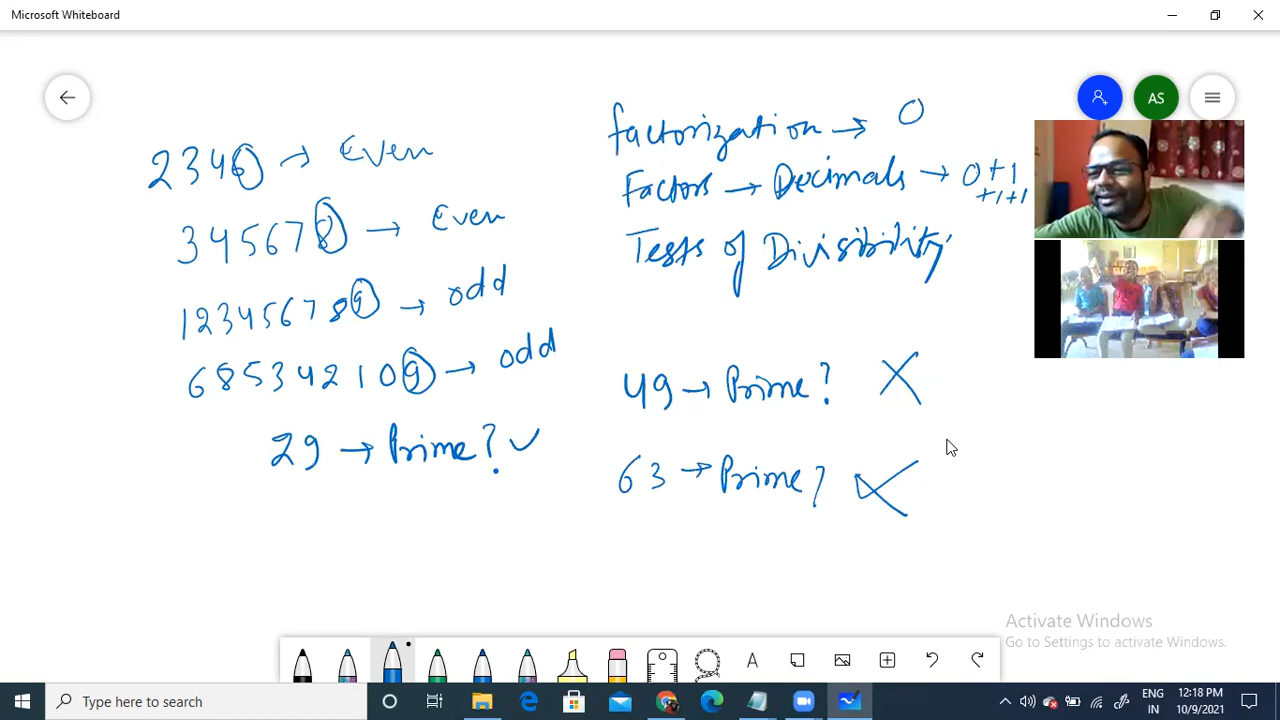 Microsoft Whiteboard
AS
2346 → Even
345678 → Even
123456789 → odd
685342109 → odd
29 → Prime? ✓
factorization → 0
Factors → Decimals → 0+1
+1+1
Tests of Divisibility
49 → Prime? X
63 → Prime? X
A
Activate Windows
Go to Settings to activate Windows.
Type here to search
ENG
IN
12:18 PM
10/9/2021